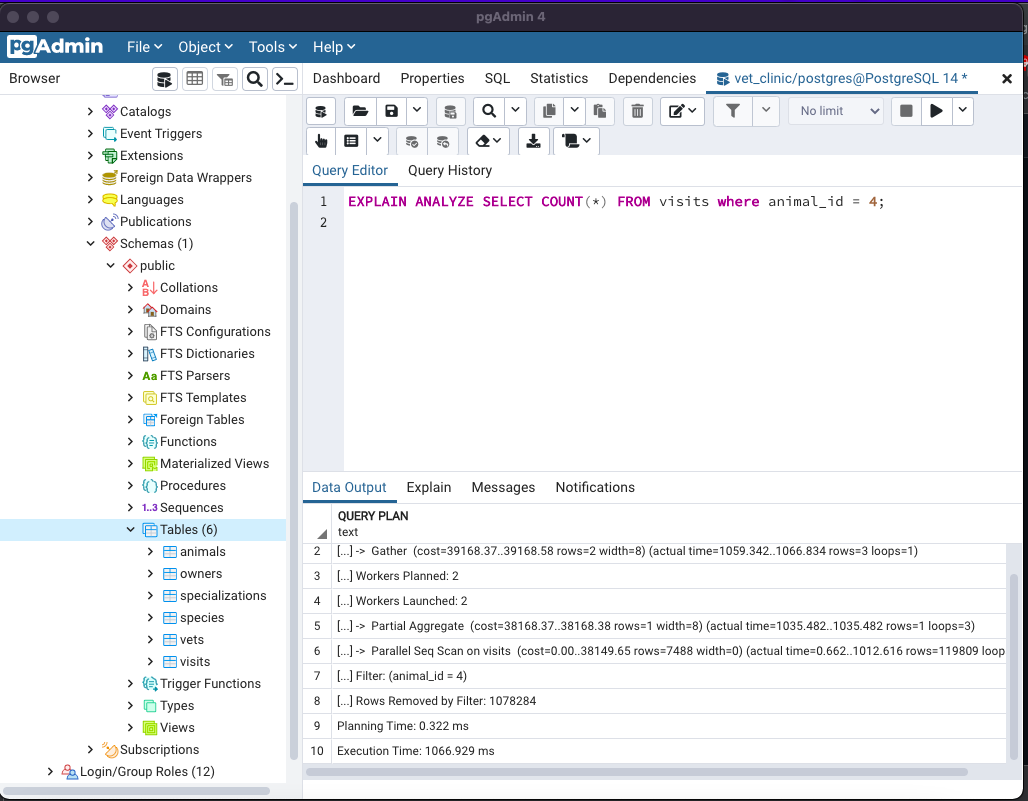 pgAdmin 4
pgAdmin File Object Tools Help
Browser
Dashboard Properties SQL Statistics Dependencies vet_clinic/postgres@PostgreSQL 14 *
Catalogs
Event Triggers
Extensions
Foreign Data Wrappers
Languages
Publications
Schemas (1)
public
Collations
Domains
FTS Configurations
FTS Dictionaries
Aa FTS Parsers
FTS Templates
Foreign Tables
Functions
Materialized Views
Procedures
1..3 Sequences
Tables (6)
animals
owners
specializations
species
vets
visits
Trigger Functions
Types
Views
Subscriptions
Login/Group Roles (12)
No limit
Query Editor Query History
1 EXPLAIN ANALYZE SELECT COUNT(*) FROM visits where animal_id = 4;
2
Data Output Explain Messages Notifications
QUERY PLAN
text
2 [...] -> Gather (cost=39168.37..39168.58 rows=2 width=8) (actual time=1059.342..1066.834 rows=3 loops=1)
3 [...] Workers Planned: 2
4 [...] Workers Launched: 2
5 [...] -> Partial Aggregate (cost=38168.37..38168.38 rows=1 width=8) (actual time=1035.482..1035.482 rows=1 loops=3)
6 [...] -> Parallel Seq Scan on visits (cost=0.00..38149.65 rows=7488 width=0) (actual time=0.662..1012.616 rows=119809 loop
7 [...] Filter: (animal_id = 4)
8 [...] Rows Removed by Filter: 1078284
9 Planning Time: 0.322 ms
10 Execution Time: 1066.929 ms